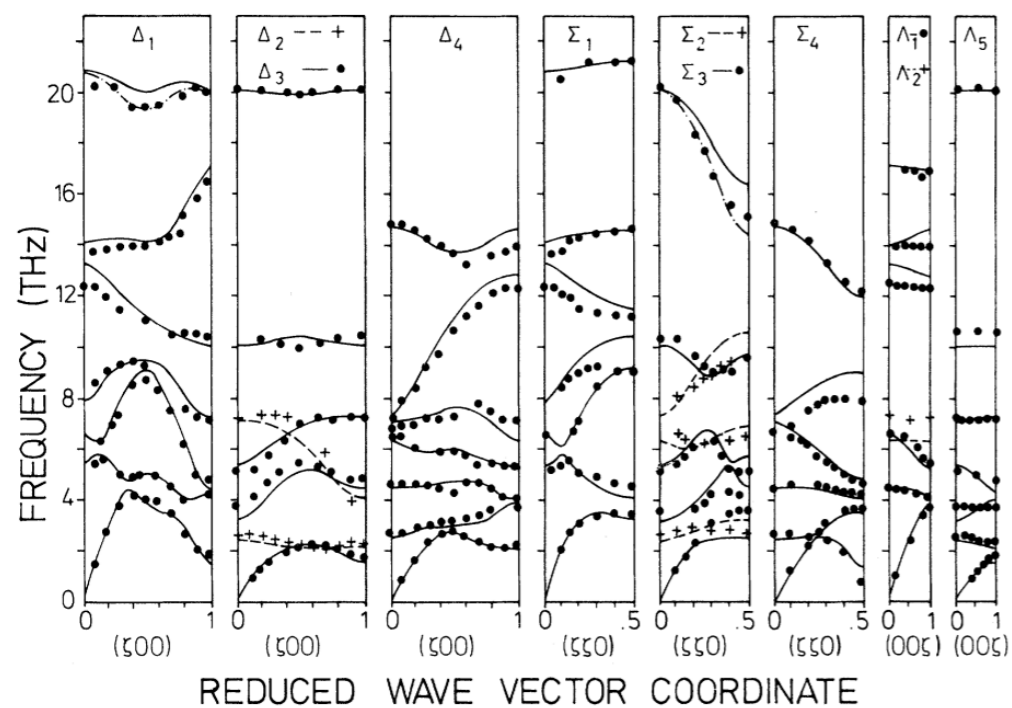 Δ₁
Δ₂ --- +
Δ₃ — •
Δ₄
Σ₁
Σ₂ --- +
Σ₃ — •
Σ₄
Λ₁ — •
Λ₂ --- +
Λ₅
20
16
12
8
4
0
FREQUENCY (THz)
0 1 0 1 0 1 0 .5 0 .5 0 .5 0 1 0 1
(ζ00) (ζ00) (ζ00) (ζζ0) (ζζ0) (ζζ0) (00ζ) (00ζ)
REDUCED WAVE VECTOR COORDINATE